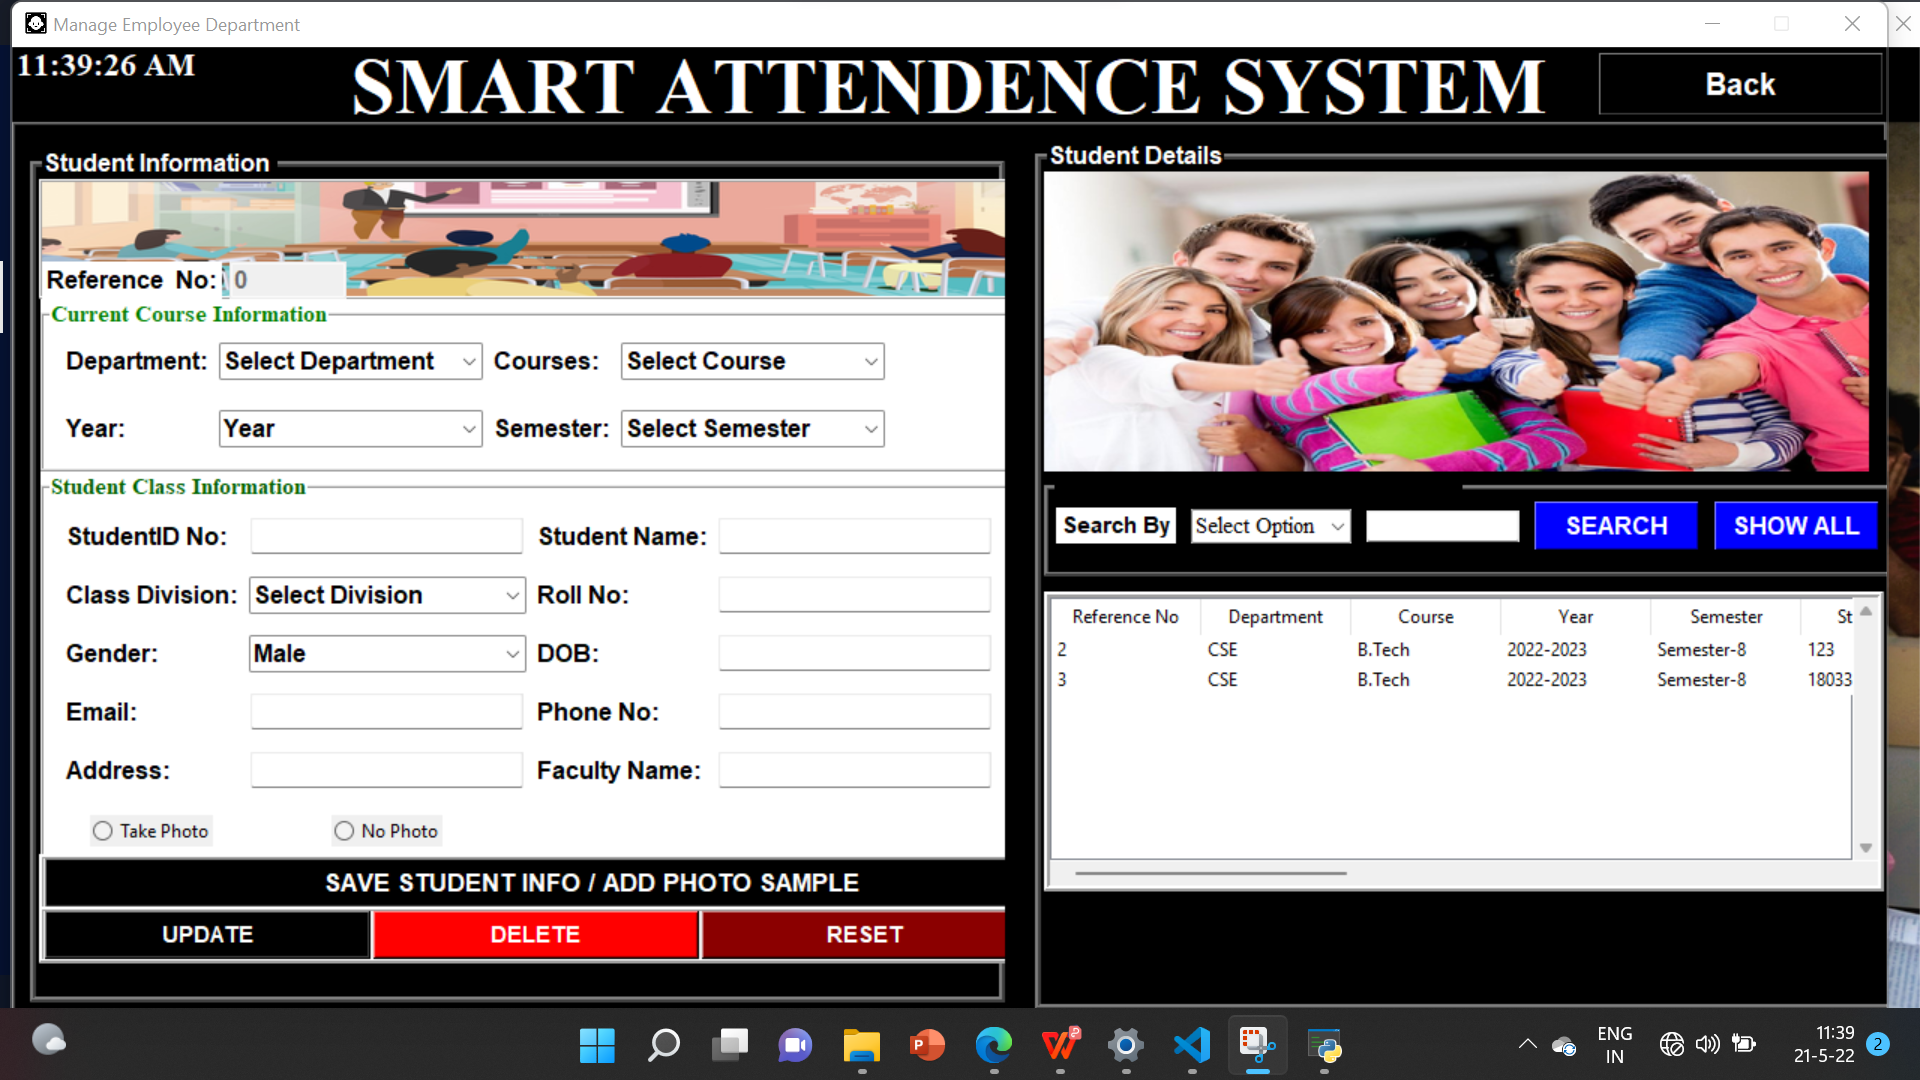 Manage Employee Department
11:39:26 AM
SMART ATTENDENCE SYSTEM
Back
Student Information
Reference No: 0
Current Course Information
Department: Select Department Courses: Select Course
Year: Year Semester: Select Semester
Student Class Information
StudentID No: Student Name:
Class Division: Select Division Roll No:
Gender: Male DOB:
Email: Phone No:
Address: Faculty Name:
Take Photo No Photo
SAVE STUDENT INFO / ADD PHOTO SAMPLE
UPDATE DELETE RESET
Student Details
Search By Select Option SEARCH SHOW ALL
Reference No Department Course Year Semester St
2 CSE B.Tech 2022-2023 Semester-8 123
3 CSE B.Tech 2022-2023 Semester-8 18033
ENG
IN
11:39
21-5-22
2